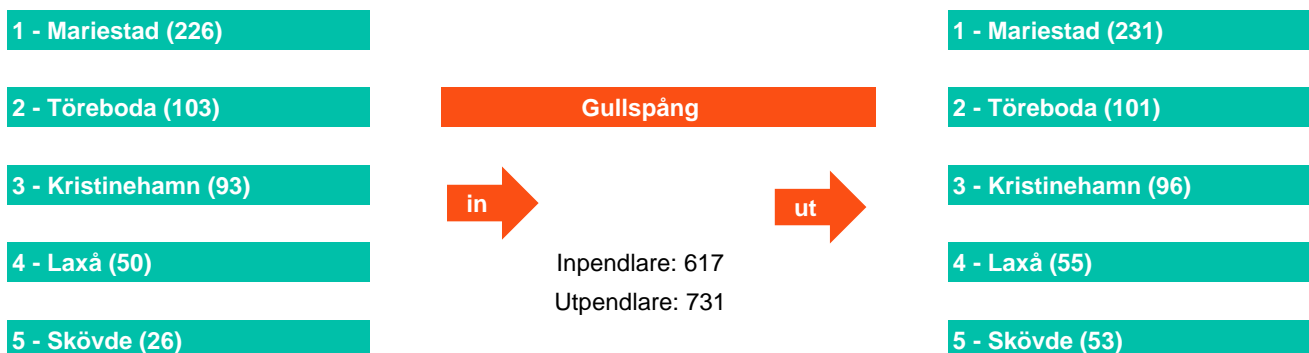 1 - Mariestad (226)
2 - Töreboda (103)
3 - Kristinehamn (93)
4 - Laxå (50)
5 - Skövde (26)
Gullspång
in
ut
Inpendlare: 617
Utpendlare: 731
1 - Mariestad (231)
2 - Töreboda (101)
3 - Kristinehamn (96)
4 - Laxå (55)
5 - Skövde (53)